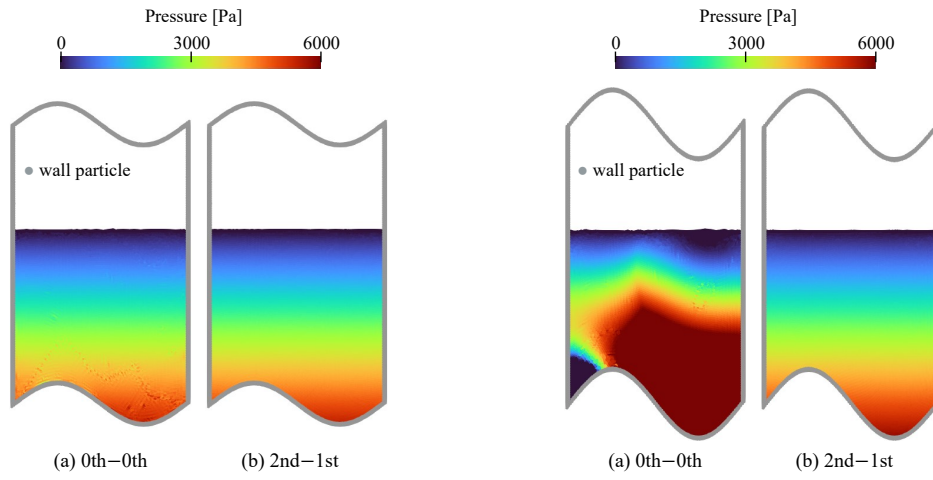 Pressure [Pa]
0 3000 6000
wall particle
(a) 0th−0th (b) 2nd−1st
Pressure [Pa]
0 3000 6000
wall particle
(a) 0th−0th (b) 2nd−1st